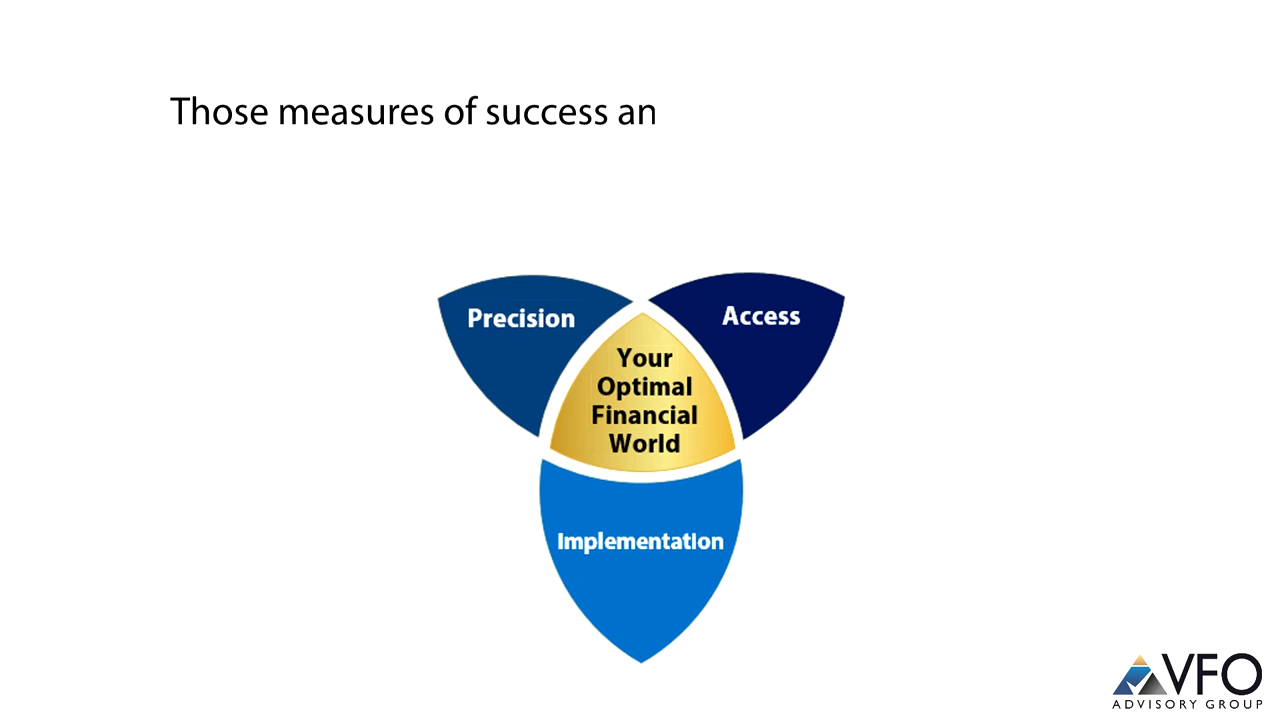 Those measures of success an
Precision
Access
Your
Optimal
Financial
World
Implementation
VFO
ADVISORY GROUP